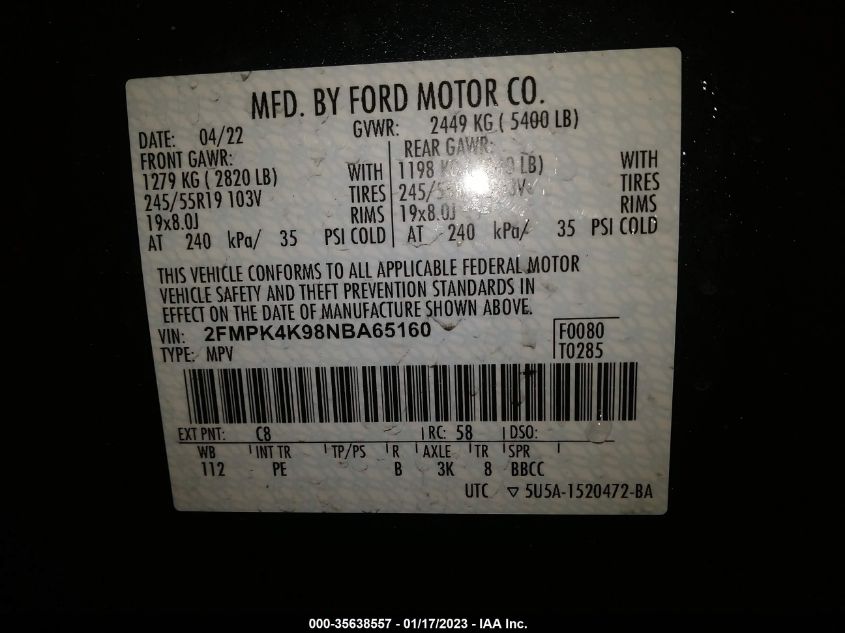 MFD. BY FORD MOTOR CO.
DATE: 04/22 GVWR: 2449 KG ( 5400 LB)
FRONT GAWR: REAR GAWR:
1279 KG ( 2820 LB) WITH 1198 LB) WITH
245/55R19 103V TIRES 103V TIRES
19x8.0J RIMS 19x8.0J RIMS
AT 240 kPa/ 35 PSI COLD AT 240 kPa/ 35 PSI COLD
THIS VEHICLE CONFORMS TO ALL APPLICABLE FEDERAL MOTOR
VEHICLE SAFETY AND THEFT PREVENTION STANDARDS IN
EFFECT ON THE DATE OF MANUFACTURE SHOWN ABOVE.
VIN: 2FMPK4K98NBA65160 F0080
TYPE: MPV T0285
EXT PNT: C8 RC: 58 DSO:
WB INT TR TP/PS R AXLE TR SPR
112 PE B 3K 8 BBCC
UTC ▽ 5U5A-1520472-BA
000-35638557 - 01/17/2023 - IAA Inc.